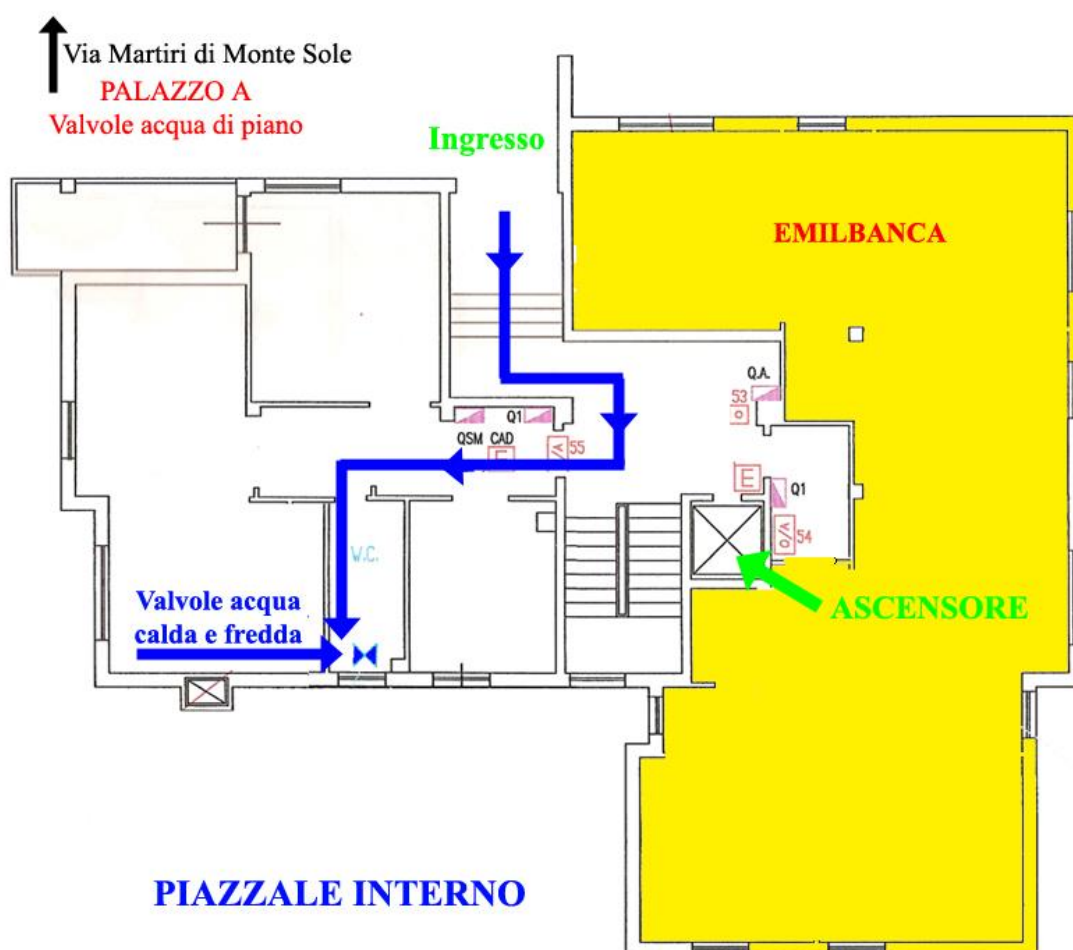 Via Martiri di Monte Sole
PALAZZO A
Valvole acqua di piano
Ingresso
EMILBANCA
Q.A.
53
Q1
QSM CAD
55
E
E
Q1
W.C.
O/V 54
Valvole acqua
calda e fredda
ASCENSORE
PIAZZALE INTERNO